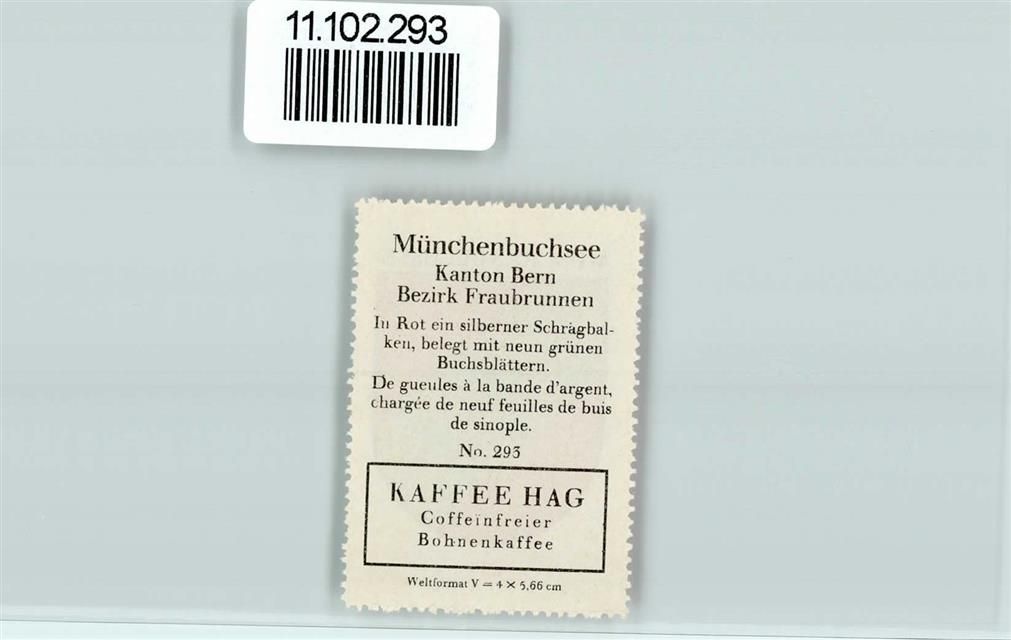 11.102.293
Münchenbuchsee
Kanton Bern
Bezirk Fraubrunnen
In Rot ein silberner Schrägbal-
ken, belegt mit neun grünen
Buchsblättern.
De gueules à la bande d'argent,
chargée de neuf feuilles de buis
de sinople.
No. 293
KAFFEE HAG
Coffeïnfreier
Bohnenkaffee
Weltformat V = 4 × 5,66 cm